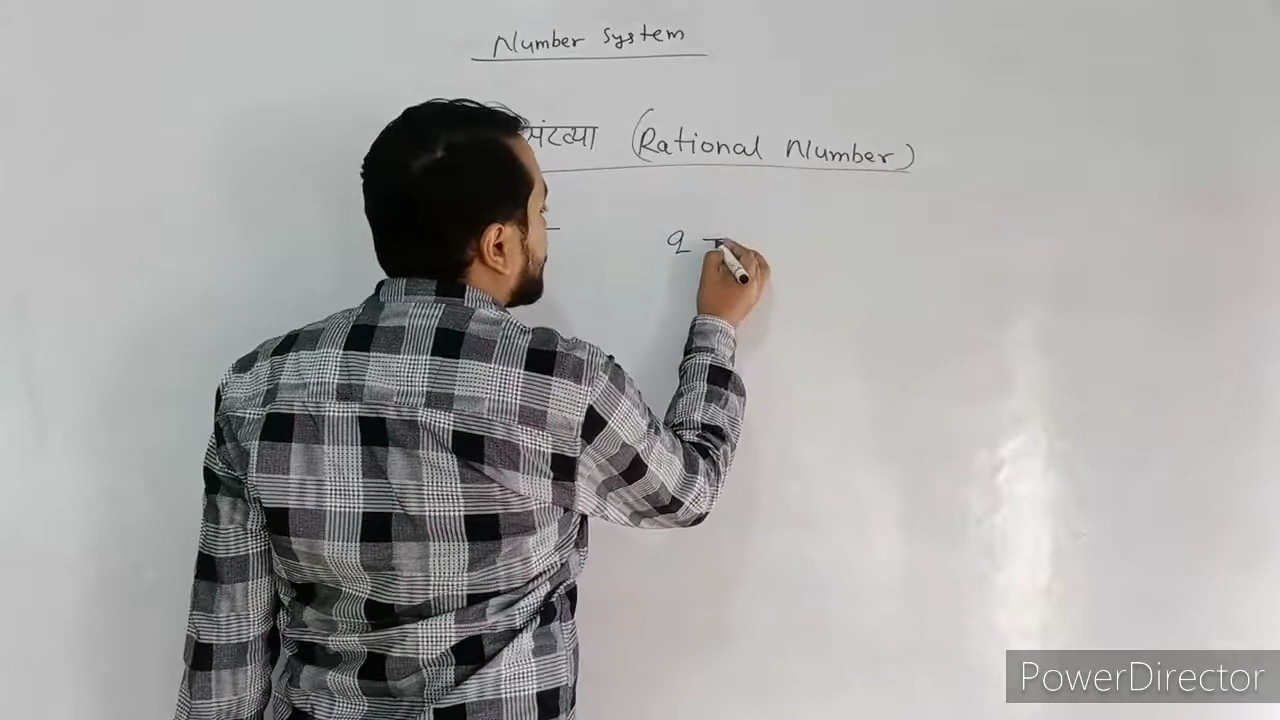 Number System
संख्या (Rational Number)
q
PowerDirector